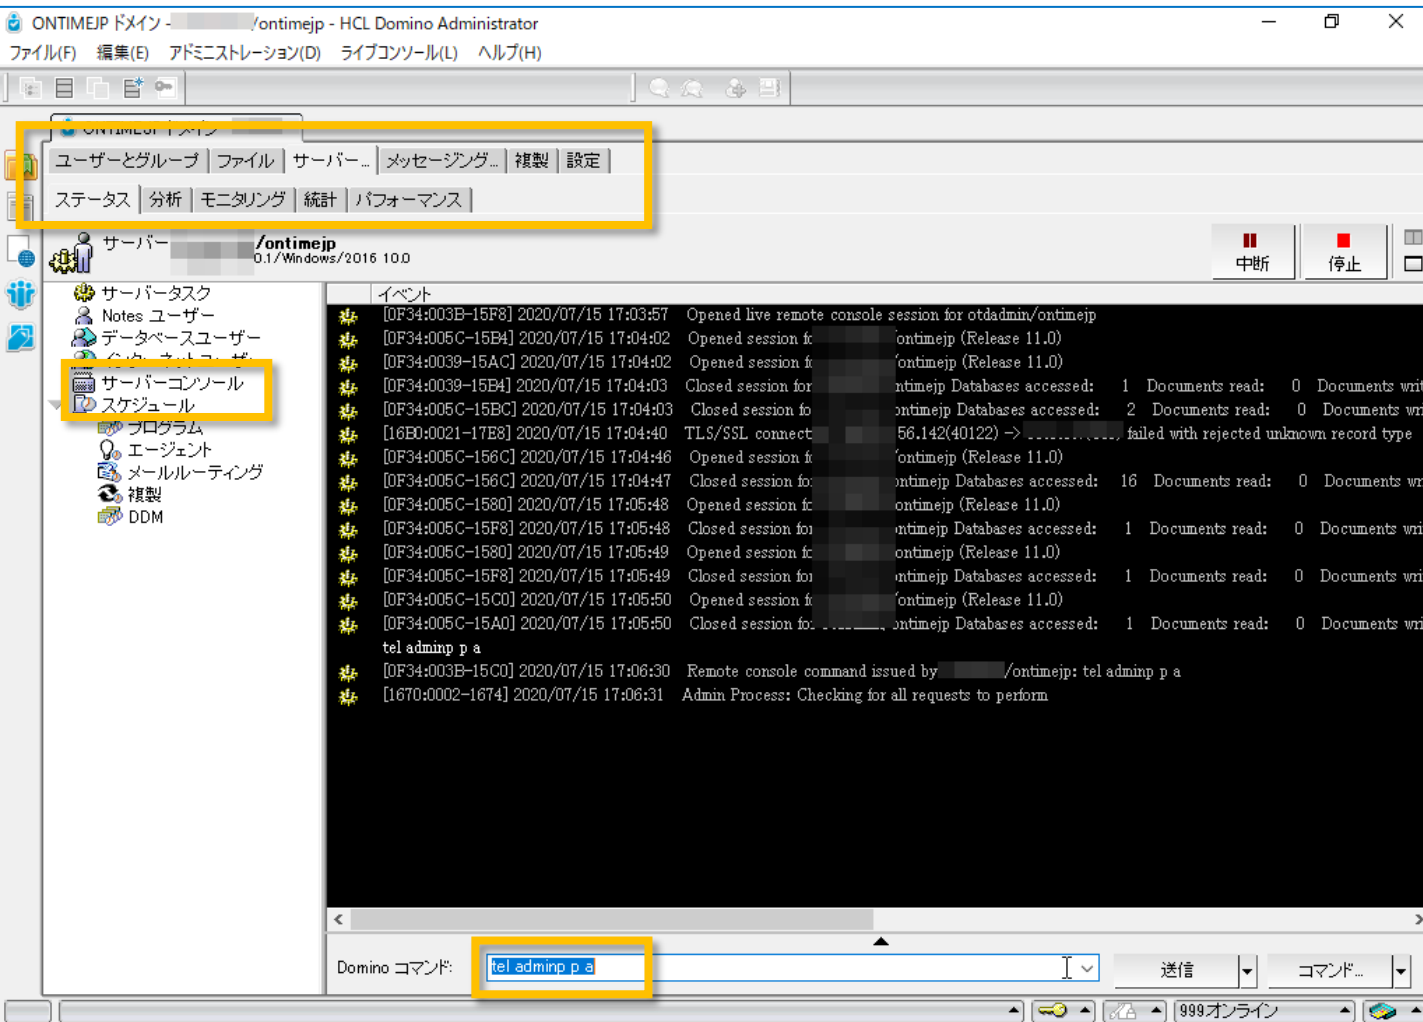 ONTIMEJP ドメイン - /ontimejp - HCL Domino Administrator
ファイル(F) 編集(E) アドミニストレーション(D) ライブコンソール(L) ヘルプ(H)
ONTIMEJP ドメイン -
ユーザーとグループ ファイル サーバー... メッセージング... 複製 設定
ステータス 分析 モニタリング 統計 パフォーマンス
サーバー /ontimejp
0.1/Windows/2016 10.0
中断 停止
サーバータスク
Notes ユーザー
データベースユーザー
サーバーコンソール
スケジュール
プログラム
エージェント
メールルーティング
複製
DDM
イベント
[0F34:003B-15F8] 2020/07/15 17:03:57 Opened live remote console session for otdadmin/ontimejp
[0F34:005C-15B4] 2020/07/15 17:04:02 Opened session fo /ontimejp (Release 11.0)
[0F34:0039-15AC] 2020/07/15 17:04:02 Opened session fo /ontimejp (Release 11.0)
[0F34:0039-15B4] 2020/07/15 17:04:03 Closed session for ntimejp Databases accessed: 1 Documents read: 0 Documents writ
[0F34:005C-15BC] 2020/07/15 17:04:03 Closed session fo ontimejp Databases accessed: 2 Documents read: 0 Documents wri
[16B0:0021-17E8] 2020/07/15 17:04:40 TLS/SSL connect 56.142(40122) -> failed with rejected unknown record type
[0F34:005C-156C] 2020/07/15 17:04:46 Opened session fo /ontimejp (Release 11.0)
[0F34:005C-156C] 2020/07/15 17:04:47 Closed session fo ontimejp Databases accessed: 16 Documents read: 0 Documents wr
[0F34:005C-1580] 2020/07/15 17:05:48 Opened session fo ontimejp (Release 11.0)
[0F34:005C-15F8] 2020/07/15 17:05:48 Closed session for ntimejp Databases accessed: 1 Documents read: 0 Documents wri
[0F34:005C-1580] 2020/07/15 17:05:49 Opened session fo ontimejp (Release 11.0)
[0F34:005C-15F8] 2020/07/15 17:05:49 Closed session for ntimejp Databases accessed: 1 Documents read: 0 Documents wri
[0F34:005C-15C0] 2020/07/15 17:05:50 Opened session fo /ontimejp (Release 11.0)
[0F34:005C-15A0] 2020/07/15 17:05:50 Closed session for ontimejp Databases accessed: 1 Documents read: 0 Documents wri
tel adminp p a
[0F34:003B-15C0] 2020/07/15 17:06:30 Remote console command issued by /ontimejp: tel adminp p a
[1670:0002-1674] 2020/07/15 17:06:31 Admin Process: Checking for all requests to perform
Domino コマンド: tel adminp p a 送信 コマンド...
999オンライン